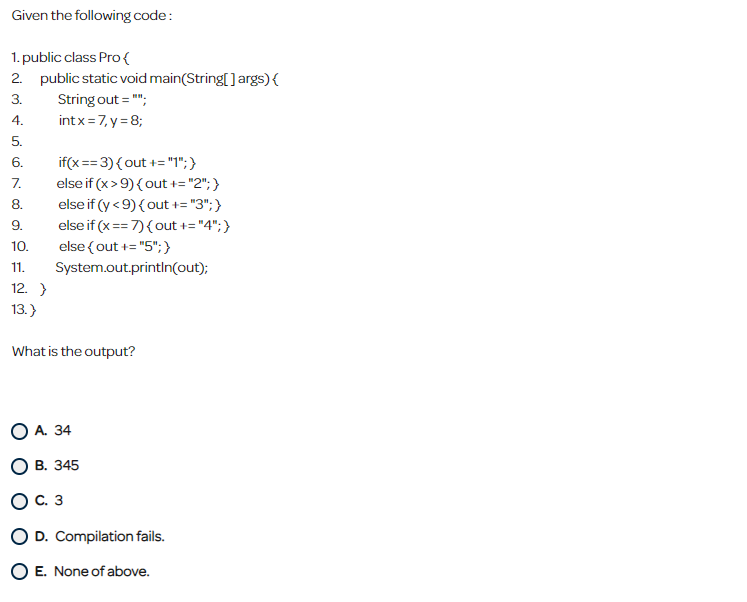 Given the following code :
1. public class Pro {
2. public static void main(String[ ] args) {
3. String out = "";
4. int x = 7, y = 8;
5.
6. if(x == 3) { out += "1"; }
7. else if (x > 9) { out += "2"; }
8. else if (y < 9) { out += "3"; }
9. else if (x == 7) { out += "4"; }
10. else { out += "5"; }
11. System.out.println(out);
12. }
13. }
What is the output?
A. 34
B. 345
C. 3
D. Compilation fails.
E. None of above.